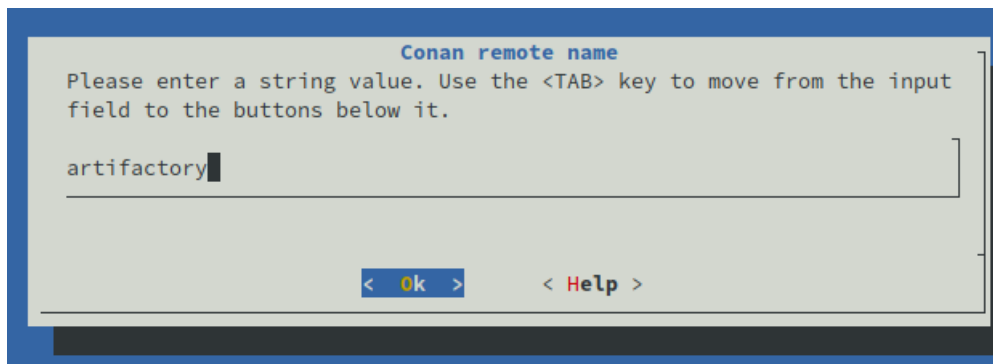 Conan remote name
Please enter a string value. Use the <TAB> key to move from the input
field to the buttons below it.
artifactory
< Ok > < Help >